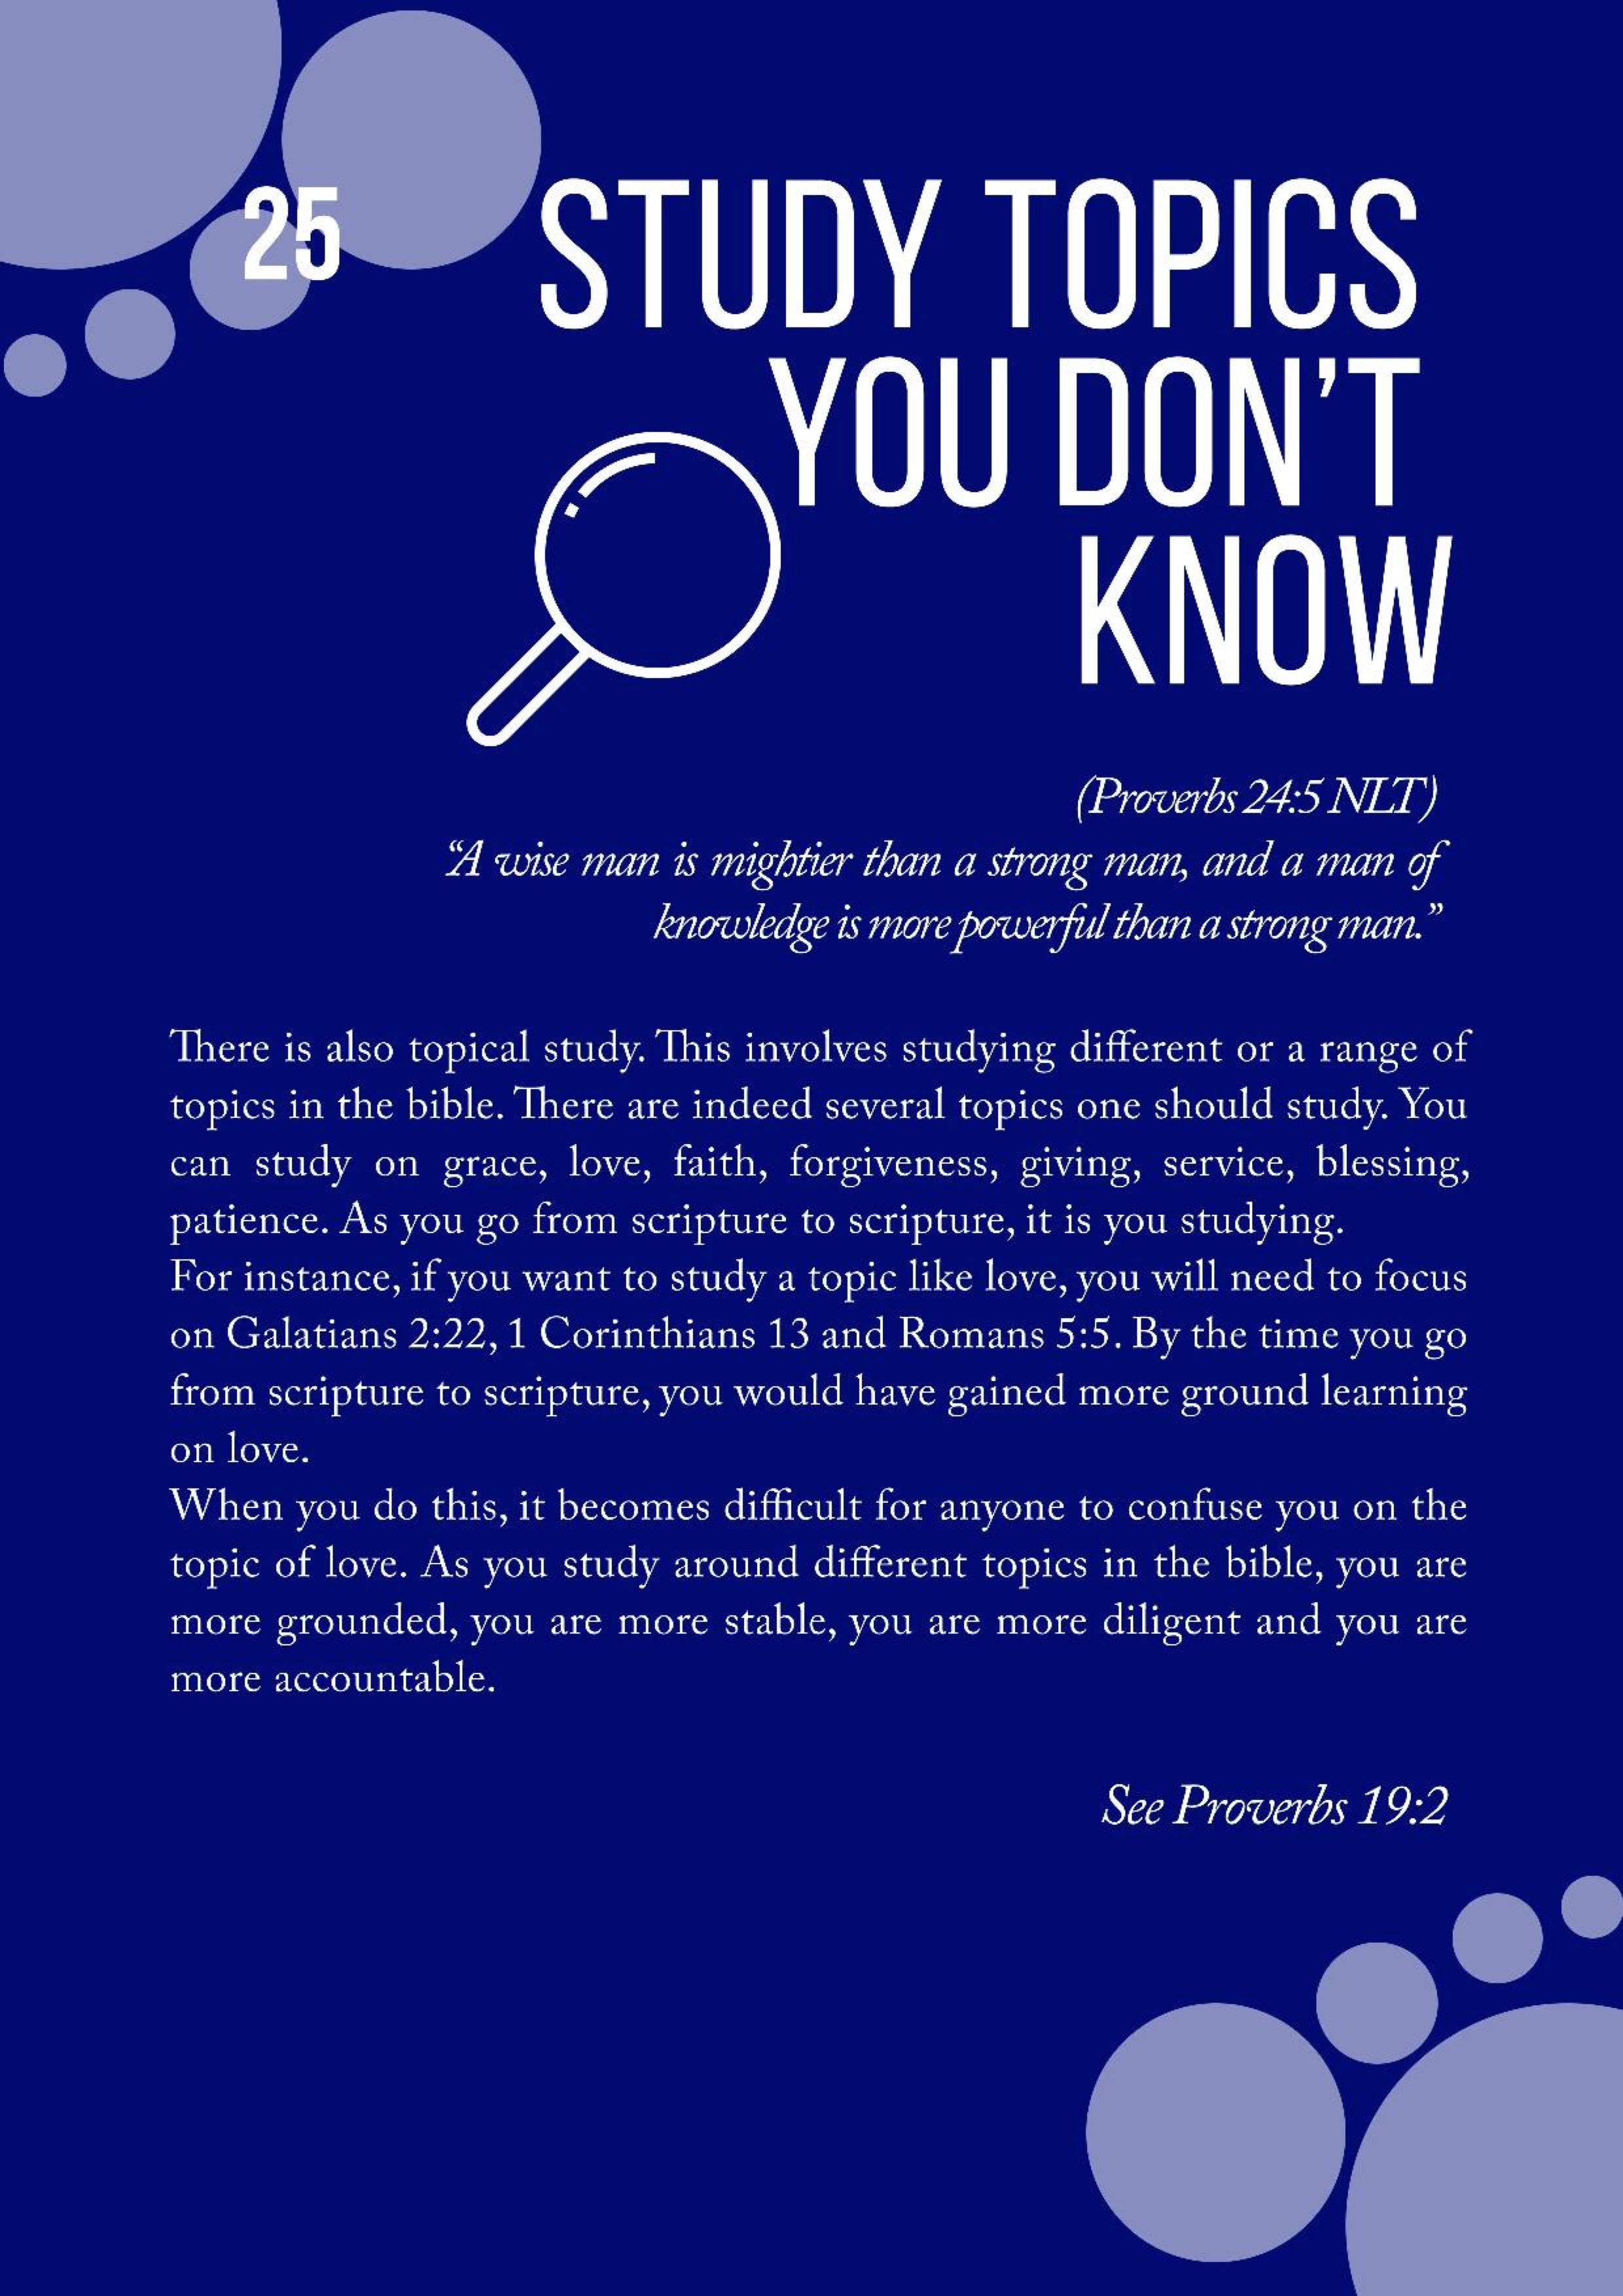 25
STUDY TOPICS
YOU DON'T
KNOW
(Proverbs 24:5 NLT)
“A wise man is mightier than a strong man, and a man of
knowledge is more powerful than a strong man.”
There is also topical study. This involves studying different or a range of
topics in the bible. There are indeed several topics one should study. You
can study on grace, love, faith, forgiveness, giving, service, blessing,
patience. As you go from scripture to scripture, it is you studying.
For instance, if you want to study a topic like love, you will need to focus
on Galatians 2:22, 1 Corinthians 13 and Romans 5:5. By the time you go
from scripture to scripture, you would have gained more ground learning
on love.
When you do this, it becomes difficult for anyone to confuse you on the
topic of love. As you study around different topics in the bible, you are
more grounded, you are more stable, you are more diligent and you are
more accountable.
See Proverbs 19:2